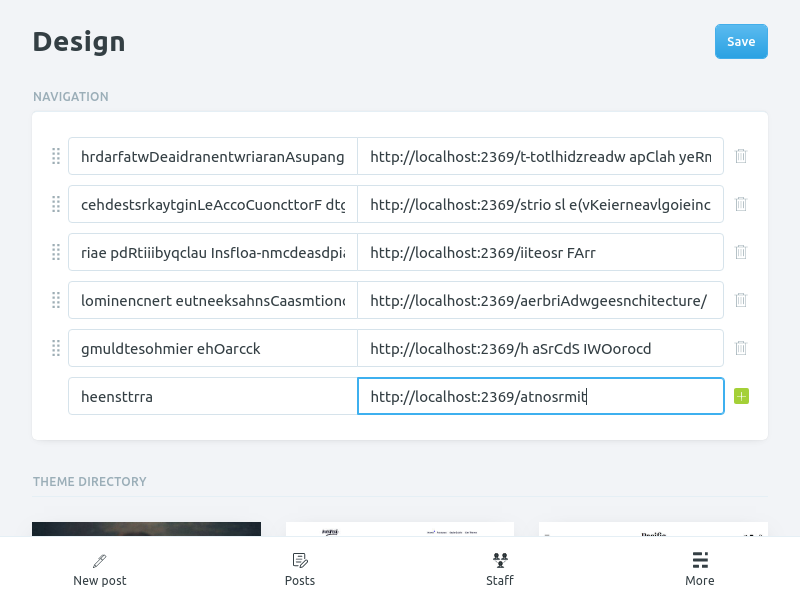 Design
Save
NAVIGATION
hrdarfatwDeaidranentwriaranAsupang http://localhost:2369/t-totlhidzreadw apClah yeRn
cehdestsrkaytginLeAccoCuoncttorF dtg http://localhost:2369/strio sl e(vKeierneavlgoieinc
riae pdRtiiibyqclau Insfloa-nmcdeasdpia http://localhost:2369/iiteosr FArr
lominencnert eutneeksahnsCaasmtiono http://localhost:2369/aerbriAdwgeesnchitecture/
gmuldtesohmier ehOarcck http://localhost:2369/h aSrCdS IWOorocd
heensttrra http://localhost:2369/atnosrmit
THEME DIRECTORY
New post
Posts
Staff
More